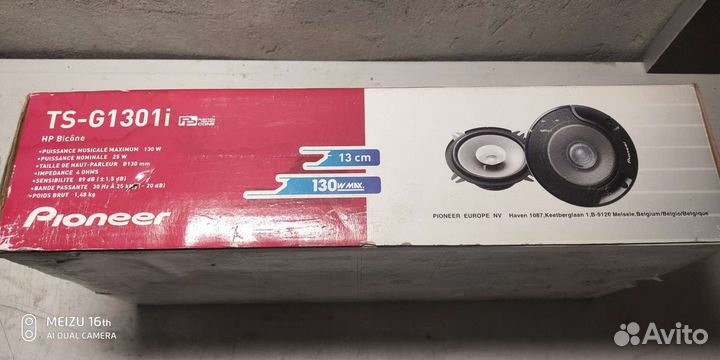 TS-G1301i
HP Bicône
•PUISSANCE MUSICALE MAXIMUM 130 W
•PUISSANCE NOMINALE 25 W
•TAILLE DE HAUT-PARLEUR Ø130 mm
•IMPEDANCE 4 OHMS
•SENSIBILITE 89 dB (±1,5 dB)
•BANDE PASSANTE 30 Hz À 25 kHz (-20 dB)
•POIDS BRUT 1,48 kg
13 cm
130W MAX.
Pioneer
Pioneer
PIONEER EUROPE NV Haven 1087, Keetberglaan 1, B-9120 Melsele, Belgium/België/Belgique
MEIZU 16th
AI DUAL CAMERA
Avito